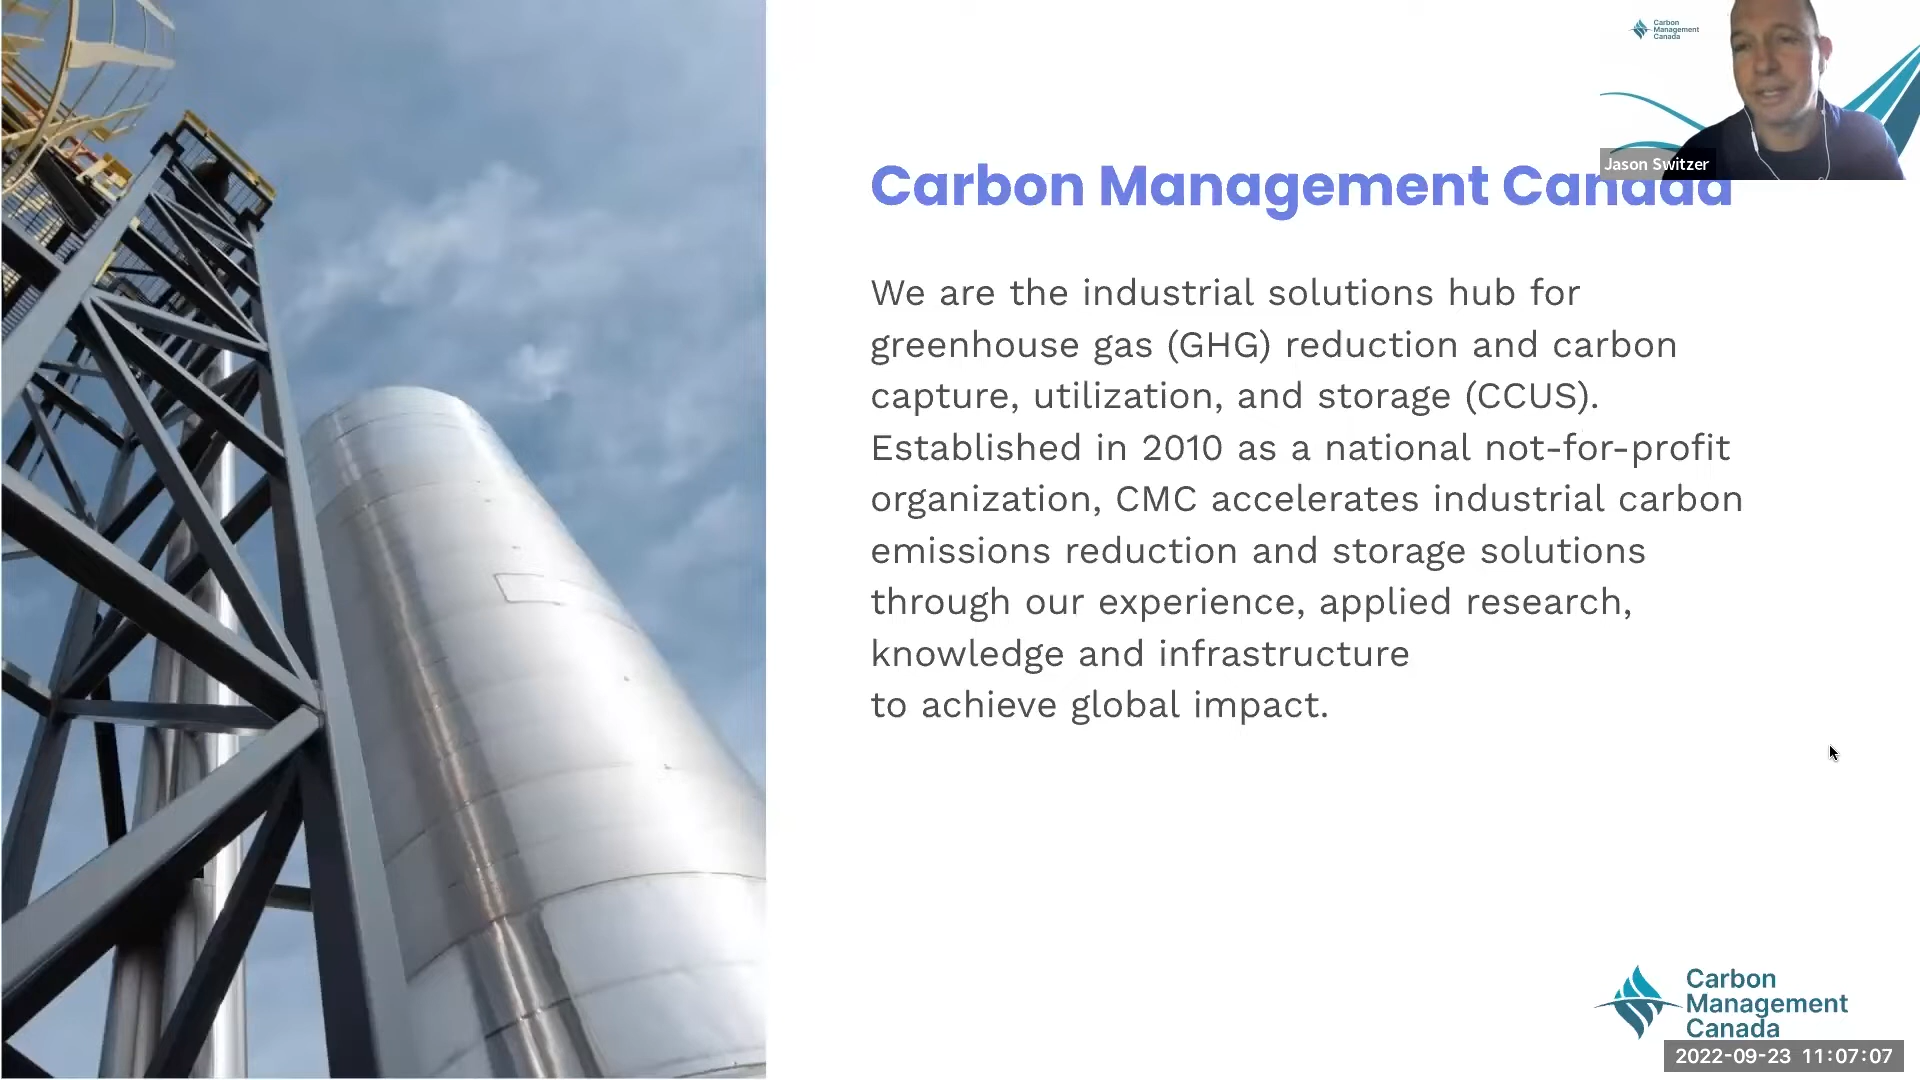 Carbon
Management
Canada
Jason Switzer
Carbon Management Canada
We are the industrial solutions hub for
greenhouse gas (GHG) reduction and carbon
capture, utilization, and storage (CCUS).
Established in 2010 as a national not-for-profit
organization, CMC accelerates industrial carbon
emissions reduction and storage solutions
through our experience, applied research,
knowledge and infrastructure
to achieve global impact.
Carbon
Management
Canada
2022-09-23 11:07:07